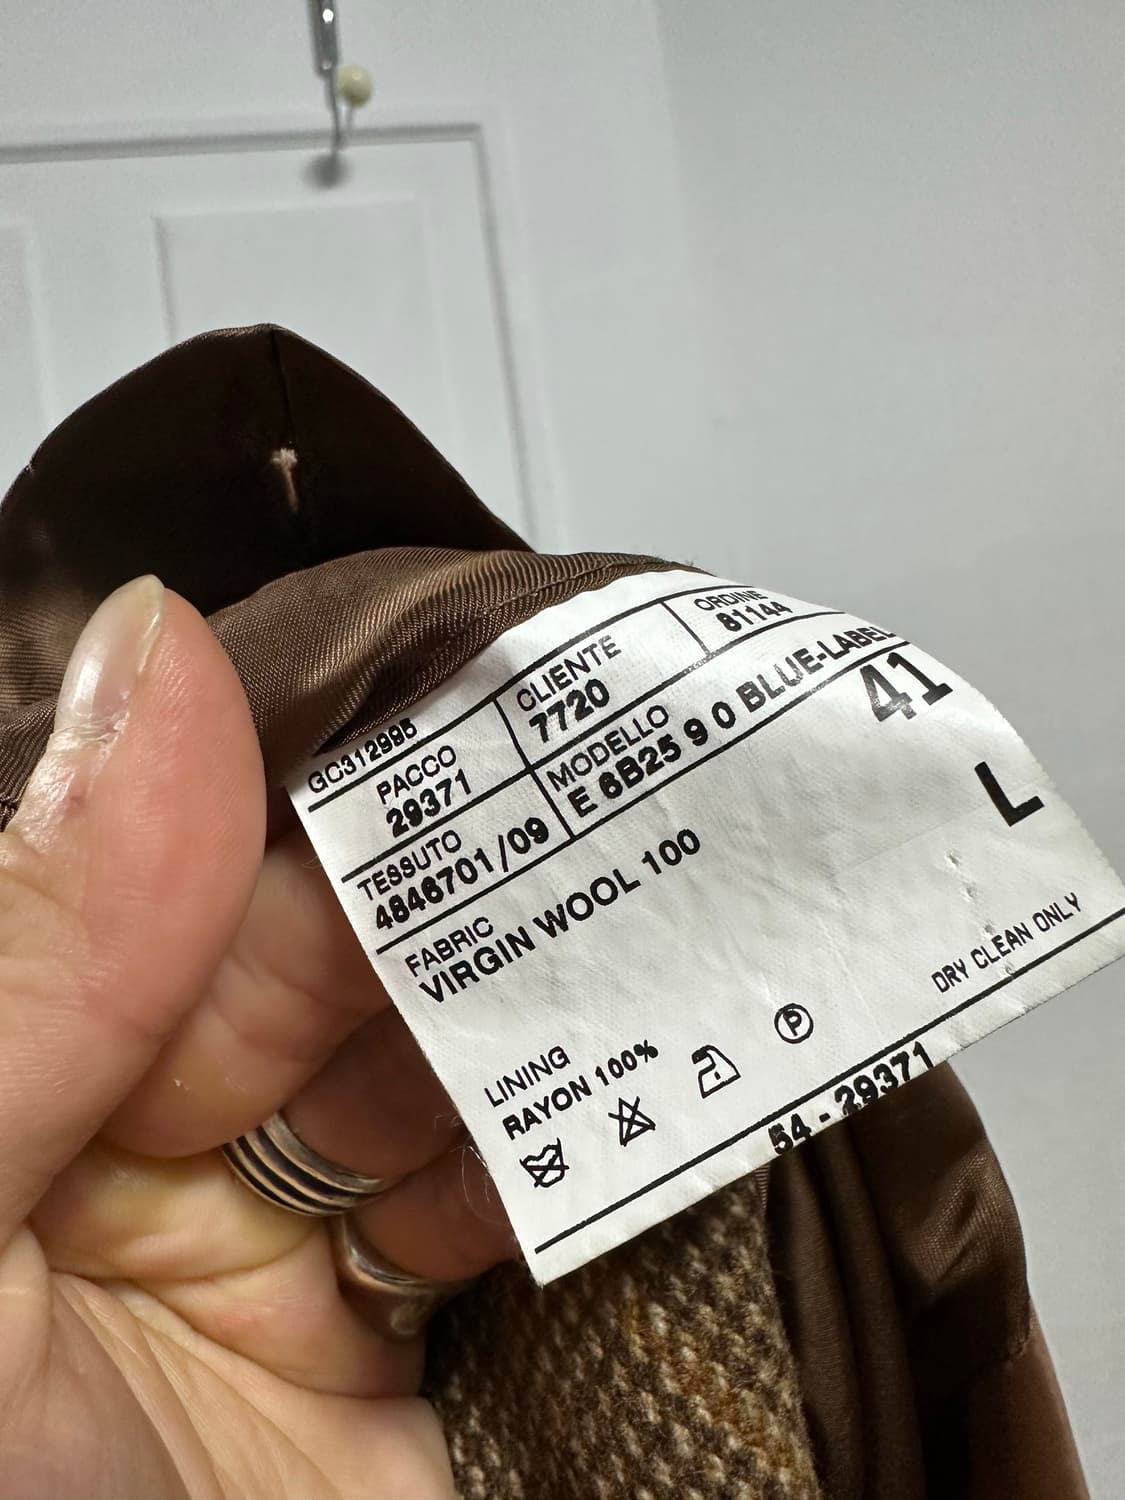 GC312995
CLIENTE
7720
ORDINE
81144
PACCO
29371
MODELLO
E 6B25 9 0 BLUE-LABEL
TESSUTO
4846701/09
41
L
FABRIC
VIRGIN WOOL 100
DRY CLEAN ONLY
LINING
RAYON 100%
P
54 - 29371